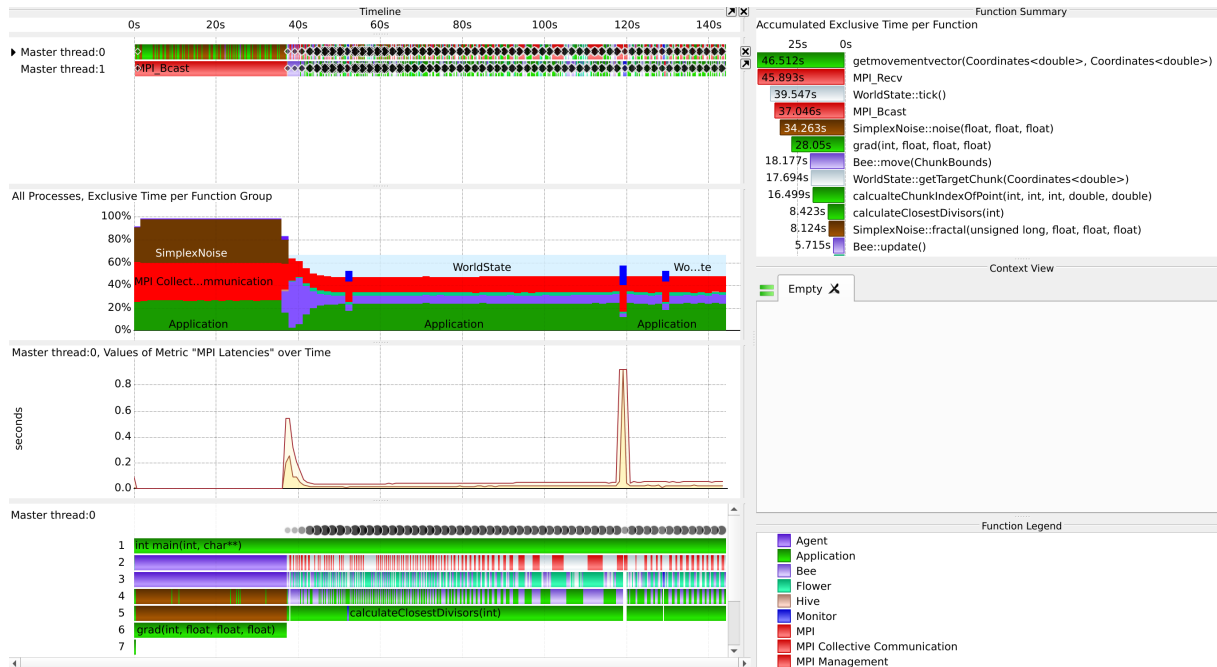 Timeline
0s 20s 40s 60s 80s 100s 120s 140s
Master thread:0
Master thread:1
MPI_Bcast
All Processes, Exclusive Time per Function Group
100%
80%
60%
40%
20%
0%
SimplexNoise
MPI Collect...mmunication
Application
WorldState
Application
Wo...te
Application
Master thread:0, Values of Metric "MPI Latencies" over Time
seconds
0.8
0.6
0.4
0.2
0.0
Master thread:0
1 int main(int, char**)
2
3
4
5 calculateClosestDivisors(int)
6 grad(int, float, float, float)
7
Function Summary
Accumulated Exclusive Time per Function
25s 0s
46.512s getmovementvector(Coordinates<double>, Coordinates<double>)
45.893s MPI_Recv
39.547s WorldState::tick()
37.046s MPI_Bcast
34.263s SimplexNoise::noise(float, float, float)
28.05s grad(int, float, float, float)
18.177s Bee::move(ChunkBounds)
17.694s WorldState::getTargetChunk(Coordinates<double>)
16.499s calcualteChunkIndexOfPoint(int, int, int, double, double)
8.423s calculateClosestDivisors(int)
8.124s SimplexNoise::fractal(unsigned long, float, float, float)
5.715s Bee::update()
Context View
Empty
Function Legend
Agent
Application
Bee
Flower
Hive
Monitor
MPI
MPI Collective Communication
MPI Management